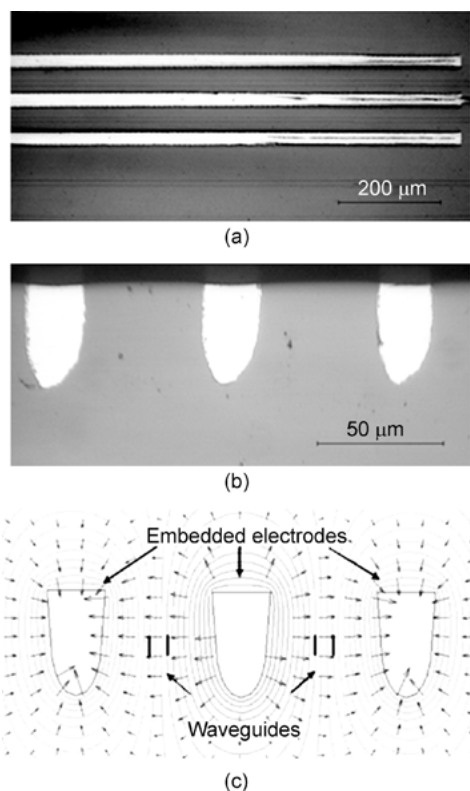 200 μm
(a)
50 μm
(b)
Embedded electrodes
Waveguides
(c)